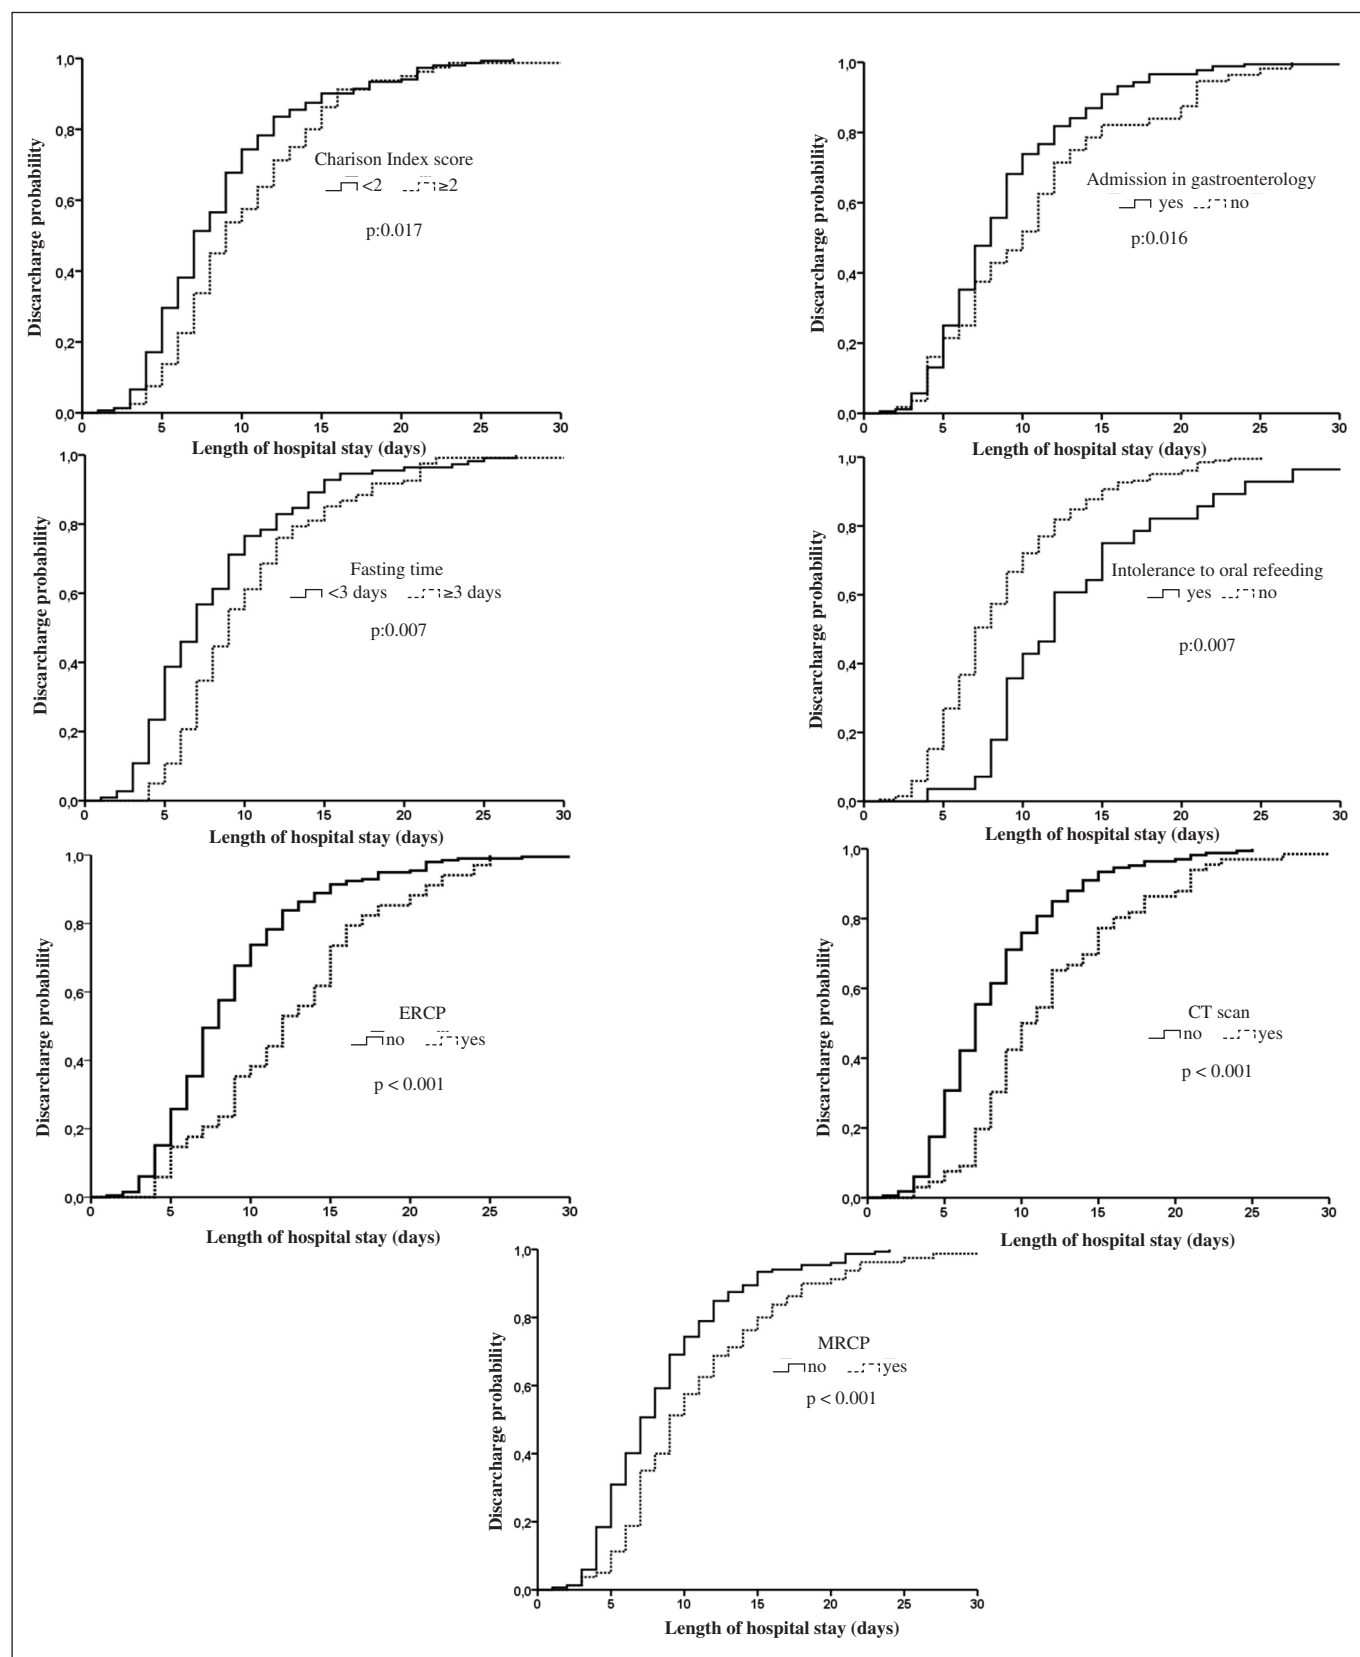 1,0
0,8
0,6
0,4
0,2
0,0
Discarcharge probability
Charison Index score
<2 ≥2
p:0.017
0 5 10 15 20 25 30
Length of hospital stay (days)
1,0
0,8
0,6
0,4
0,2
0,0
Discarcharge probability
Admission in gastroenterology
yes no
p:0.016
0 5 10 15 20 25 30
Length of hospital stay (days)
1,0
0,8
0,6
0,4
0,2
0,0
Discarcharge probability
Fasting time
<3 days ≥3 days
p:0.007
0 5 10 15 20 25 30
Length of hospital stay (days)
1,0
0,8
0,6
0,4
0,2
0,0
Discarcharge probability
Intolerance to oral refeeding
yes no
p:0.007
0 5 10 15 20 25 30
Length of hospital stay (days)
1,0
0,8
0,6
0,4
0,2
0,0
Discarcharge probability
ERCP
no yes
p < 0.001
0 5 10 15 20 25 30
Length of hospital stay (days)
1,0
0,8
0,6
0,4
0,2
0,0
Discarcharge probability
CT scan
no yes
p < 0.001
0 5 10 15 20 25 30
Length of hospital stay (days)
1,0
0,8
0,6
0,4
0,2
0,0
Discarcharge probability
MRCP
no yes
p < 0.001
0 5 10 15 20 25 30
Length of hospital stay (days)